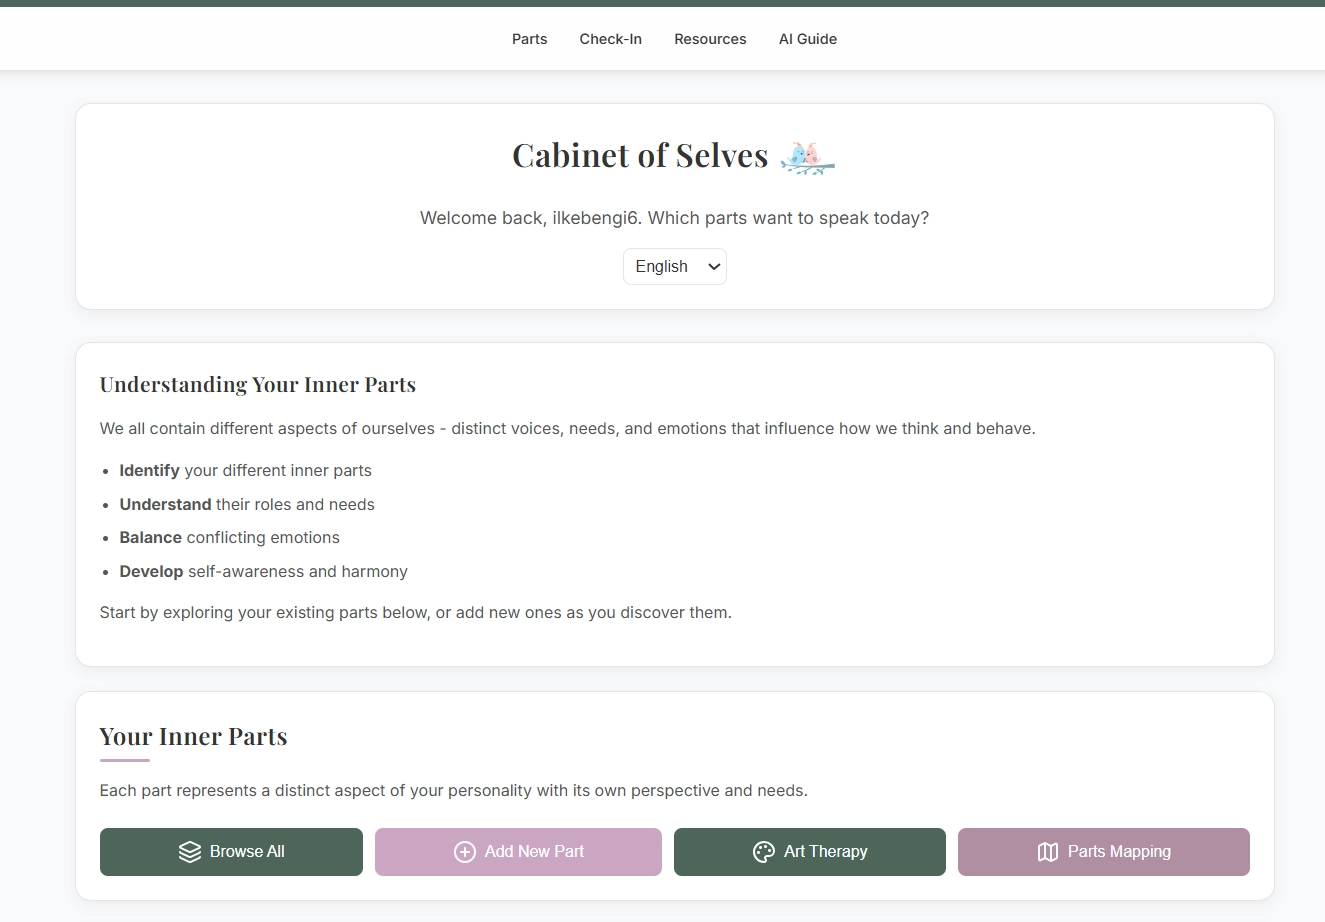 Parts Check-In Resources AI Guide
Cabinet of Selves
Welcome back, ilkebengi6. Which parts want to speak today?
English
Understanding Your Inner Parts
We all contain different aspects of ourselves - distinct voices, needs, and emotions that influence how we think and behave.
• Identify your different inner parts
• Understand their roles and needs
• Balance conflicting emotions
• Develop self-awareness and harmony
Start by exploring your existing parts below, or add new ones as you discover them.
Your Inner Parts
Each part represents a distinct aspect of your personality with its own perspective and needs.
Browse All Add New Part Art Therapy Parts Mapping